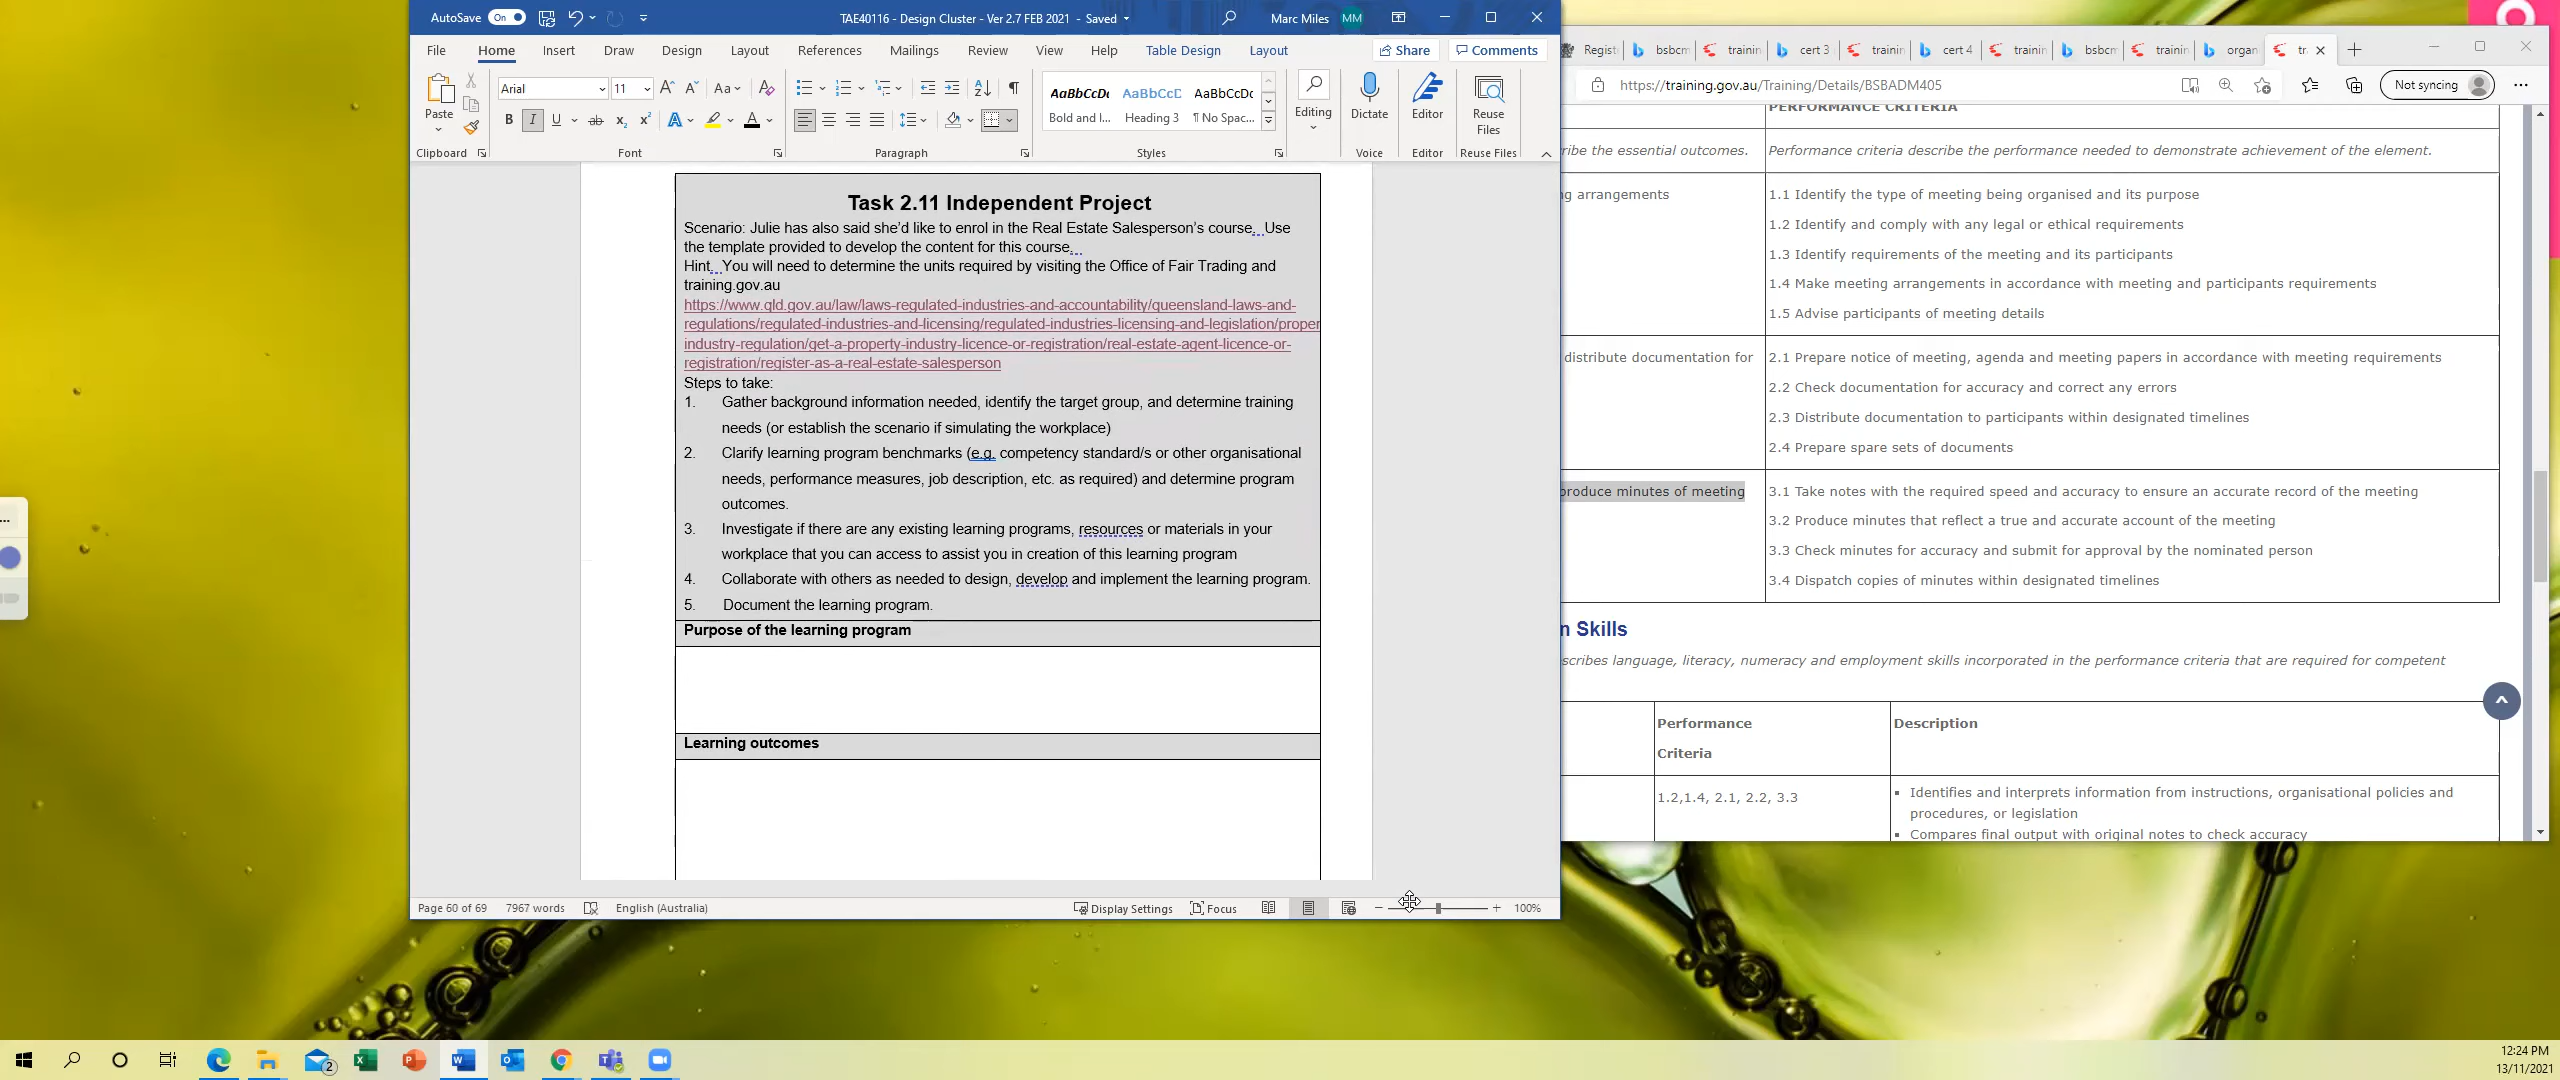 AutoSave On
TAE40116 - Design Cluster - Ver 2.7 FEB 2021 - Saved
Marc Miles MM
File Home Insert Draw Design Layout References Mailings Review View Help Table Design Layout Share Comments
Arial 11
Aa
Paste
B I U ab x₂ x²
AaBbCcDc AaBbCcD AaBbCcDc
Bold and I... Heading 3 ¶ No Spac...
Editing
Dictate
Editor
Reuse
Files
Clipboard Font Paragraph Styles Voice Editor Reuse Files
Task 2.11 Independent Project
Scenario: Julie has also said she'd like to enrol in the Real Estate Salesperson's course. Use
the template provided to develop the content for this course.
Hint. You will need to determine the units required by visiting the Office of Fair Trading and
training.gov.au
https://www.qld.gov.au/law/laws-regulated-industries-and-accountability/queensland-laws-and-
regulations/regulated-industries-and-licensing/regulated-industries-licensing-and-legislation/proper
industry-regulation/get-a-property-industry-licence-or-registration/real-estate-agent-licence-or-
registration/register-as-a-real-estate-salesperson
Steps to take:
1. Gather background information needed, identify the target group, and determine training
needs (or establish the scenario if simulating the workplace)
2. Clarify learning program benchmarks (e.g. competency standard/s or other organisational
needs, performance measures, job description, etc. as required) and determine program
outcomes.
3. Investigate if there are any existing learning programs, resources or materials in your
workplace that you can access to assist you in creation of this learning program
4. Collaborate with others as needed to design, develop and implement the learning program.
5. Document the learning program.
Purpose of the learning program
Learning outcomes
Page 60 of 69 7967 words English (Australia) Display Settings Focus 100%
Regist bsbcm trainin cert 3 trainin cert 4 trainin bsbcm trainin organ tr
https://training.gov.au/Training/Details/BSBADM405
Not syncing
PERFORMANCE CRITERIA
ribe the essential outcomes. Performance criteria describe the performance needed to demonstrate achievement of the element.
ng arrangements
1.1 Identify the type of meeting being organised and its purpose
1.2 Identify and comply with any legal or ethical requirements
1.3 Identify requirements of the meeting and its participants
1.4 Make meeting arrangements in accordance with meeting and participants requirements
1.5 Advise participants of meeting details
distribute documentation for
2.1 Prepare notice of meeting, agenda and meeting papers in accordance with meeting requirements
2.2 Check documentation for accuracy and correct any errors
2.3 Distribute documentation to participants within designated timelines
2.4 Prepare spare sets of documents
produce minutes of meeting
3.1 Take notes with the required speed and accuracy to ensure an accurate record of the meeting
3.2 Produce minutes that reflect a true and accurate account of the meeting
3.3 Check minutes for accuracy and submit for approval by the nominated person
3.4 Dispatch copies of minutes within designated timelines
n Skills
scribes language, literacy, numeracy and employment skills incorporated in the performance criteria that are required for competent
Performance
Criteria
Description
1.2,1.4, 2.1, 2.2, 3.3
▪ Identifies and interprets information from instructions, organisational policies and
procedures, or legislation
▪ Compares final output with original notes to check accuracy
2
12:24 PM
13/11/2021